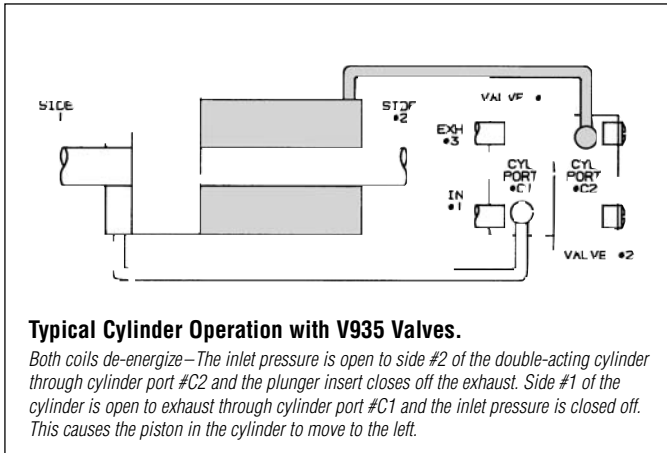 SIDE
1
STDF
#2
VALVE #
EXH
#3
CYL
PORT
#C1
CYL
PORT
#C2
IN
#1
VALVE #2
Typical Cylinder Operation with V935 Valves.
Both coils de-energize–The inlet pressure is open to side #2 of the double-acting cylinder
through cylinder port #C2 and the plunger insert closes off the exhaust. Side #1 of the
cylinder is open to exhaust through cylinder port #C1 and the inlet pressure is closed off.
This causes the piston in the cylinder to move to the left.